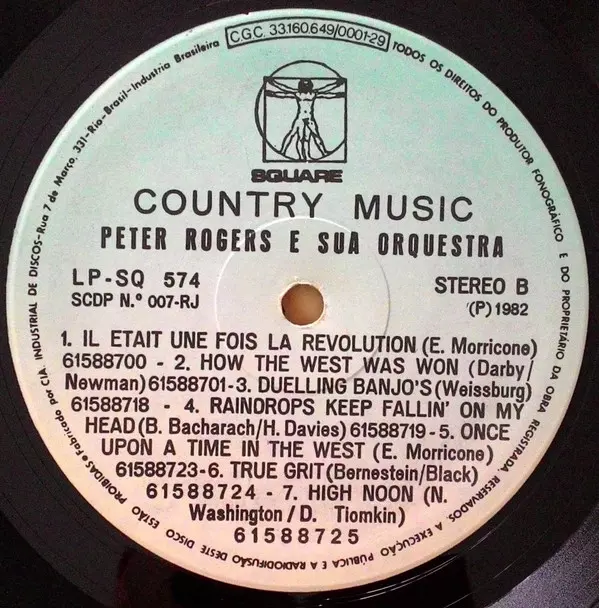 C.G.C. 33.160.649/0001-29
TODOS OS DIREITOS DO PRODUTOR FONOGRÁFICO E DO PROPRIETÁRIO DA OBRA REGISTRADA, RESERVADOS. A EXECUÇÃO PÚBLICA E A RADIODIFUSÃO DESTE DISCO ESTÃO PROIBIDAS • Fabricado por CIA. INDUSTRIAL DE DISCOS-Rua 7 de Março, 331-Rio-Brasil-Industria Brasileira
SQUARE
COUNTRY MUSIC
PETER ROGERS E SUA ORQUESTRA
LP-SQ 574
SCDP N.º 007-RJ
STEREO B
(P) 1982
1. IL ETAIT UNE FOIS LA REVOLUTION (E. Morricone)
61588700 - 2. HOW THE WEST WAS WON (Darby/
Newman) 61588701-3. DUELLING BANJO'S (Weissburg)
61588718 - 4. RAINDROPS KEEP FALLIN' ON MY
HEAD (B. Bacharach/H. Davies) 61588719-5. ONCE
UPON A TIME IN THE WEST (E. Morricone)
61588723-6. TRUE GRIT (Bernestein/Black)
61588724 - 7. HIGH NOON (N.
Washington / D. Tiomkin)
61588725